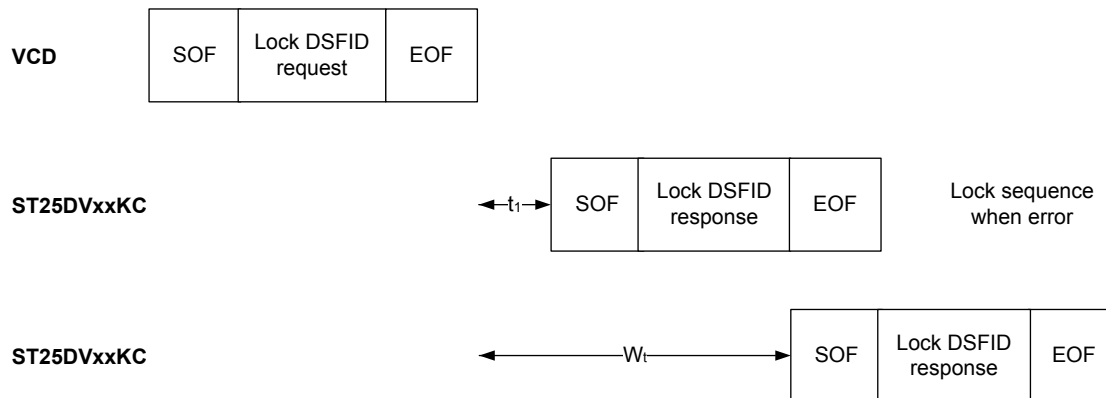 VCD
SOF
Lock DSFID
request
EOF
ST25DVxxKC
t1
SOF
Lock DSFID
response
EOF
Lock sequence
when error
ST25DVxxKC
Wt
SOF
Lock DSFID
response
EOF